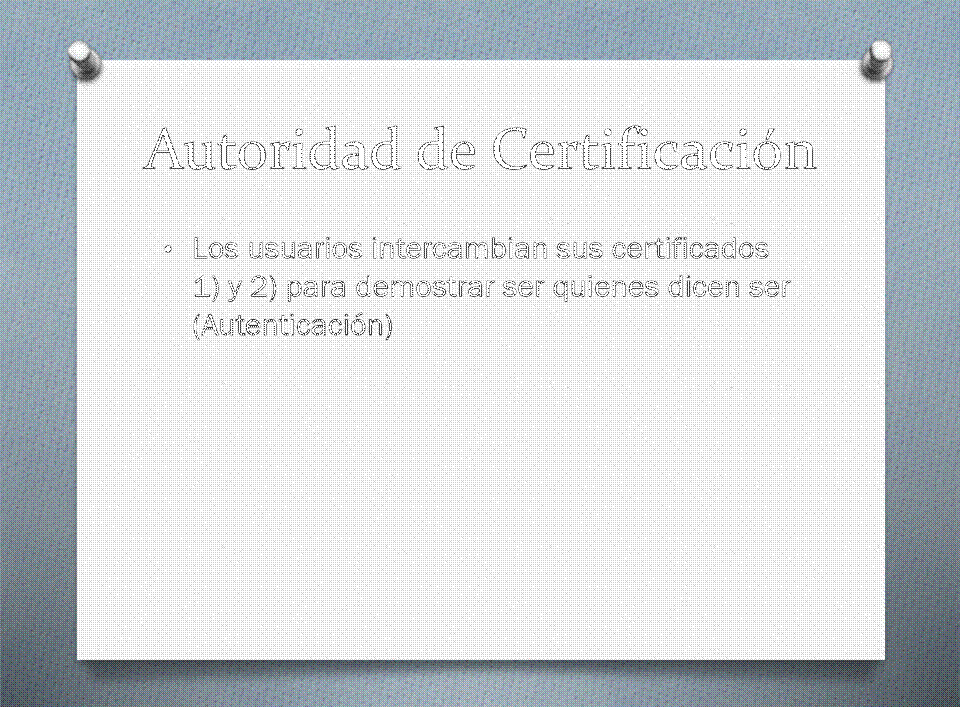 Autoridad de Certificación
• Los usuarios intercambian sus certificados
1) y 2) para demostrar ser quienes dicen ser
(Autenticación)